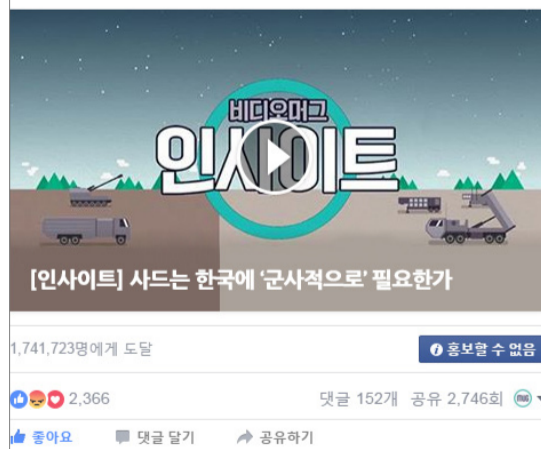 비디오머그
인사이트
[인사이트] 사드는 한국에 ‘군사적으로’ 필요한가
1,741,723명에게 도달
홍보할 수 없음
2,366
댓글 152개 공유 2,746회
좋아요 댓글 달기 공유하기